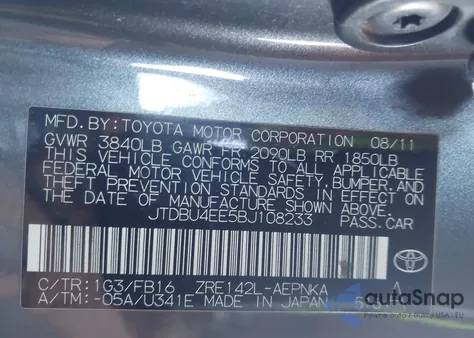 MFD.BY:TOYOTA MOTOR CORPORATION 08/11
GVWR 3840LB GAWR FR 2090LB RR 1850LB
THIS VEHICLE CONFORMS TO ALL APPLICABLE
FEDERAL MOTOR VEHICLE SAFETY,BUMPER,AND
THEFT PREVENTION STANDARDS IN EFFECT ON
THE DATE OF MANUFACTURE SHOWN ABOVE.
JTDBU4EE5BJ108233 PASS.CAR
C/TR:1G3/FB16 ZRE142L-AEPNKA A
A/TM:-05A/U341E MADE IN JAPAN
autoSnap